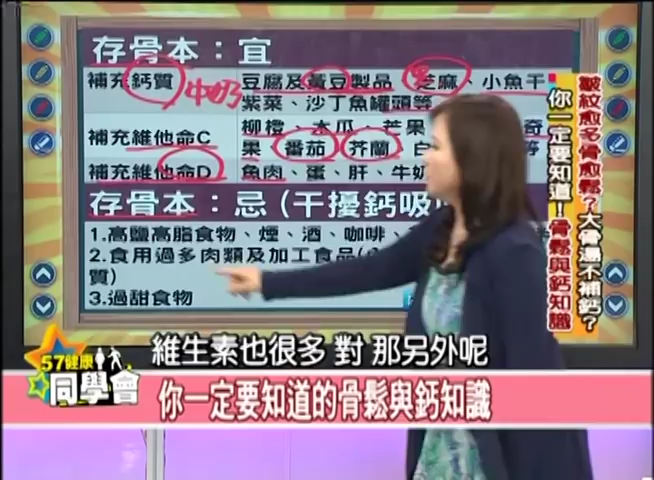 存骨本：宜
補充鈣質
牛奶
豆腐及黃豆製品、芝麻、小魚干
紫菜、沙丁魚罐頭等
補充維他命C
柳橙、木瓜、芒果
奇
果、番茄、芥蘭、白
等
補充維他命D
魚肉、蛋、肝、牛奶
存骨本：忌（干擾鈣吸
1.高鹽高脂食物、煙、酒、咖啡、
2.食用過多肉類及加工食品（
質）
3.過甜食物
皺紋愈多骨愈鬆？大骨湯不補鈣？
你一定要知道！骨鬆與鈣知識
維生素也很多 對 那另外呢
57健康
同學會
你一定要知道的骨鬆與鈣知識